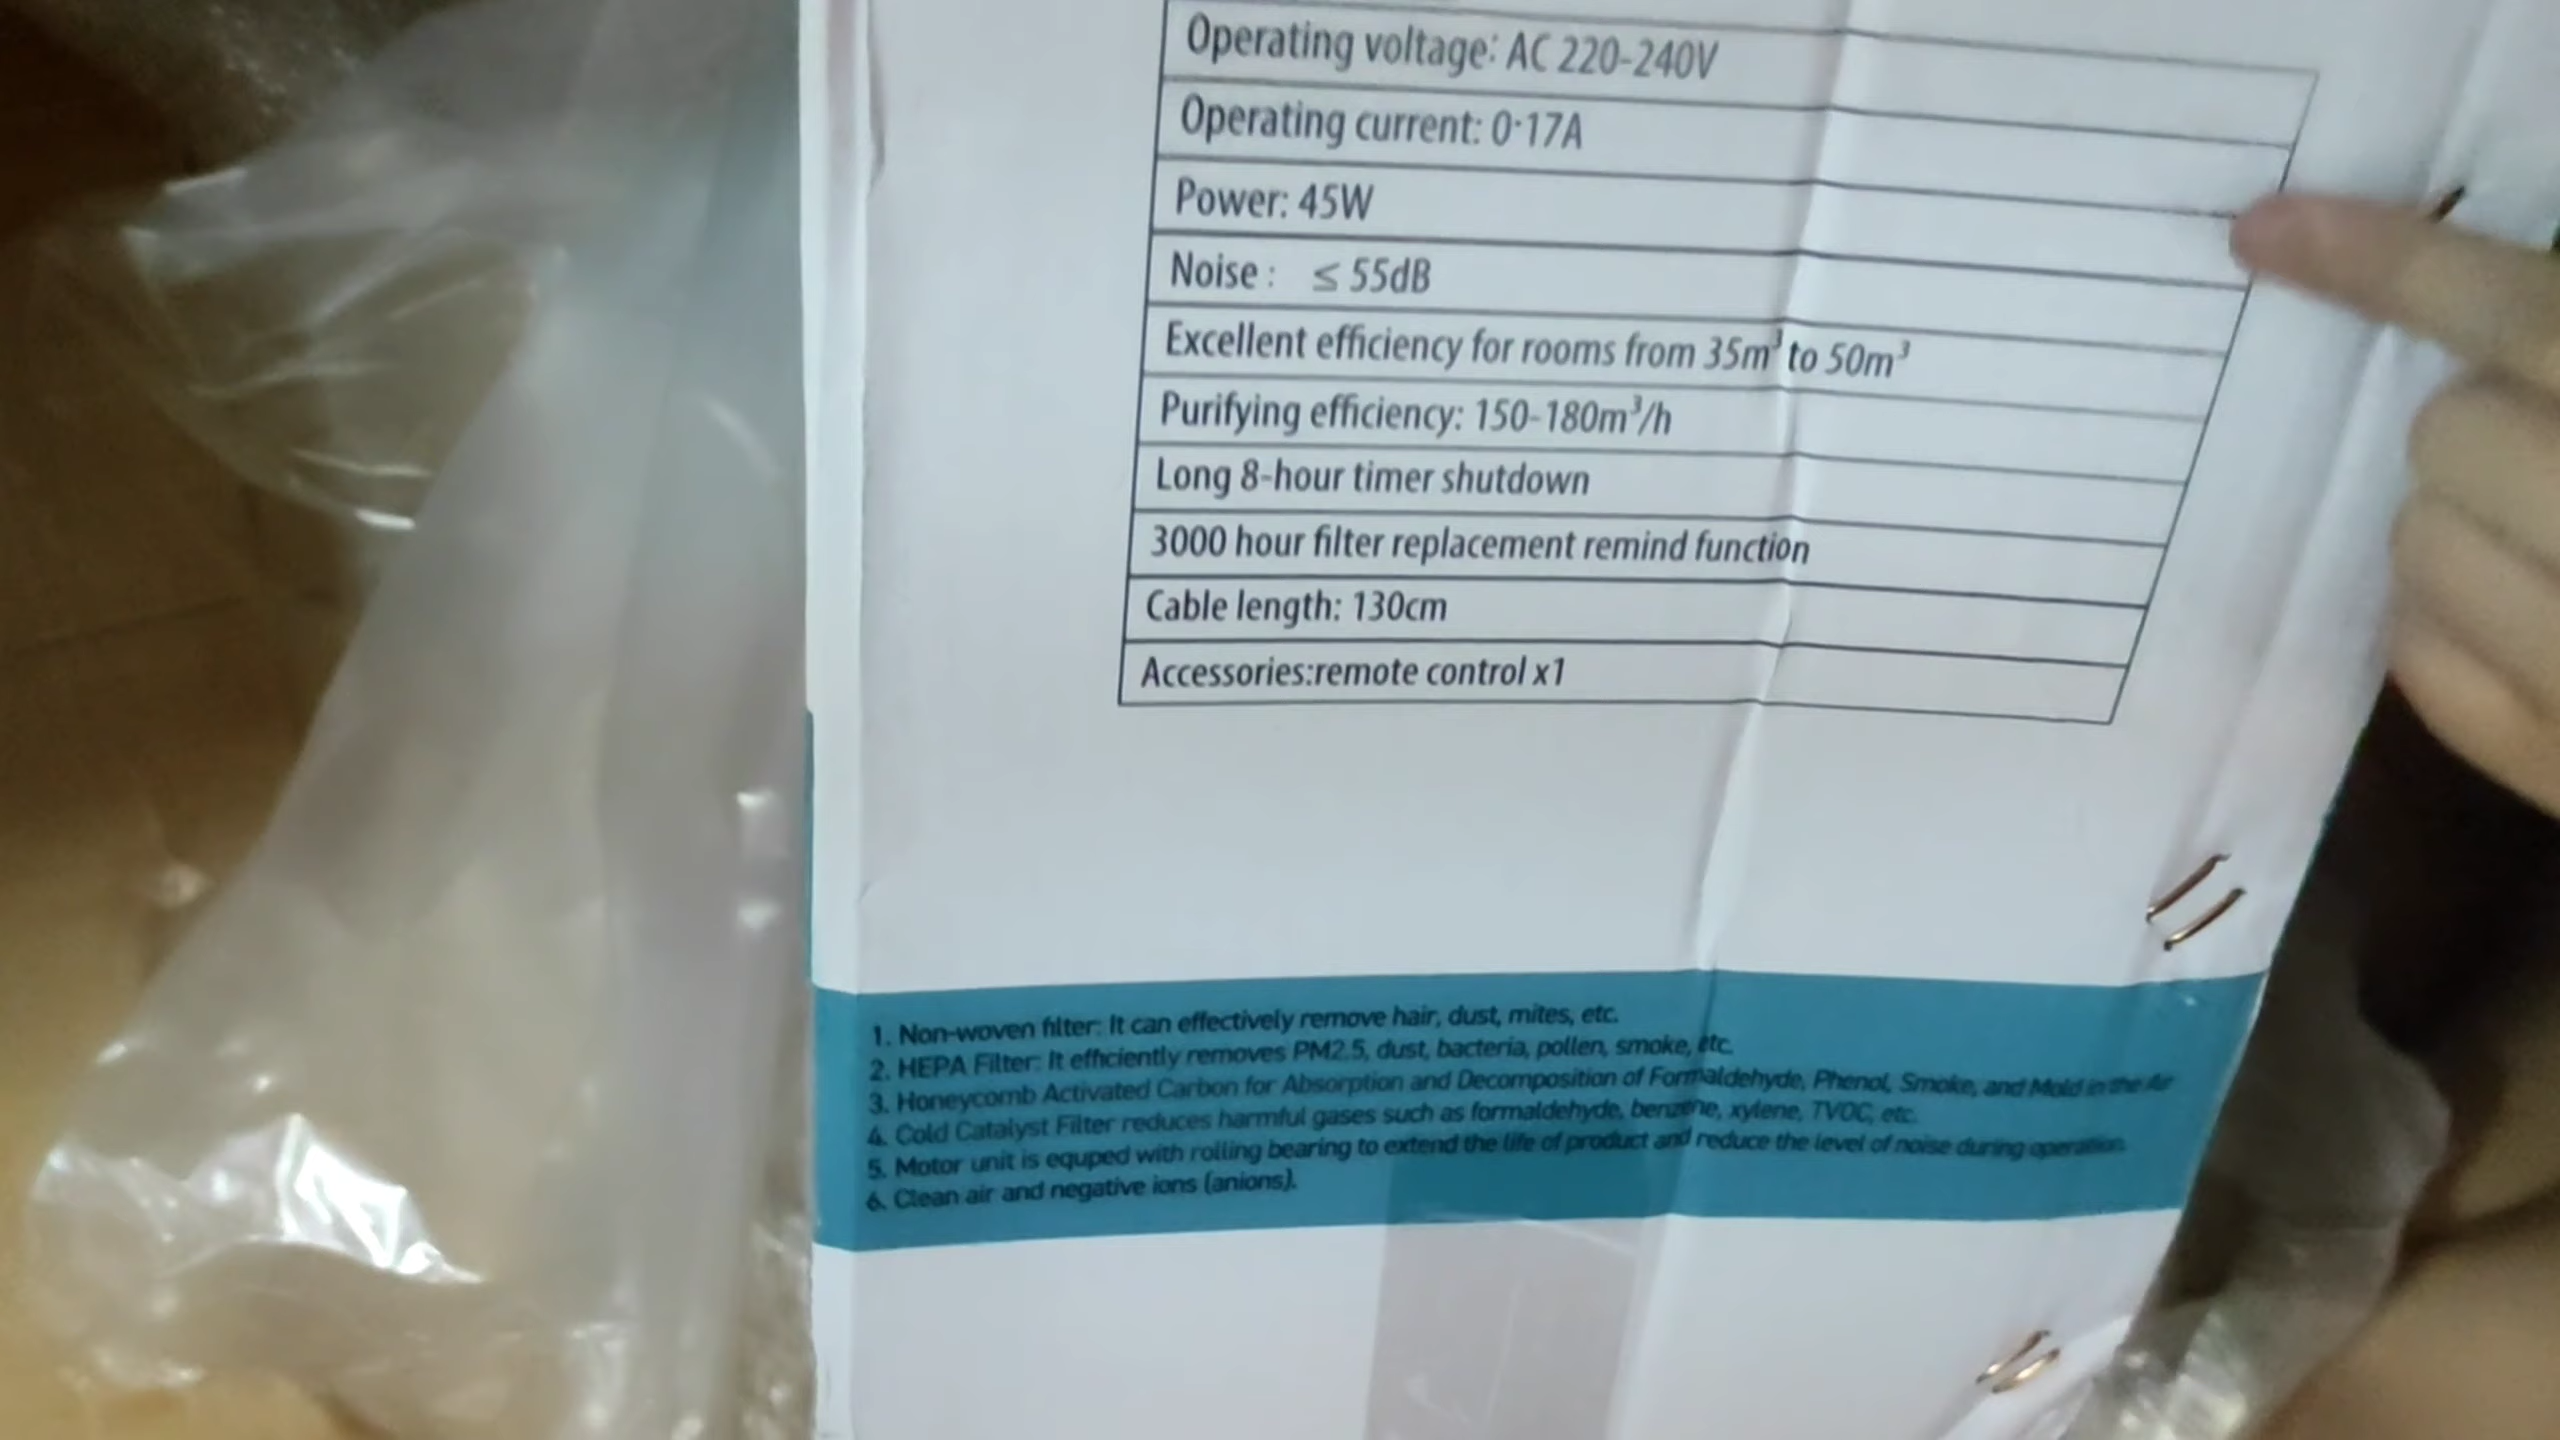 Operating voltage: AC 220-240V
Operating current: 0·17A
Power: 45W
Noise : ≤ 55dB
Excellent efficiency for rooms from 35m³ to 50m³
Purifying efficiency: 150-180m³/h
Long 8-hour timer shutdown
3000 hour filter replacement remind function
Cable length: 130cm
Accessories:remote control x1
1. Non-woven filter: It can effectively remove hair, dust, mites, etc.
2. HEPA Filter: It efficiently removes PM2.5, dust, bacteria, pollen, smoke, etc.
3. Honeycomb Activated Carbon for Absorption and Decomposition of Formaldehyde, Phenol, Smoke, and Mold in the Air
4. Cold Catalyst Filter reduces harmful gases such as formaldehyde, benzene, xylene, TVOC, etc.
5. Motor unit is equped with rolling bearing to extend the life of product and reduce the level of noise during operation.
6. Clean air and negative ions (anions).